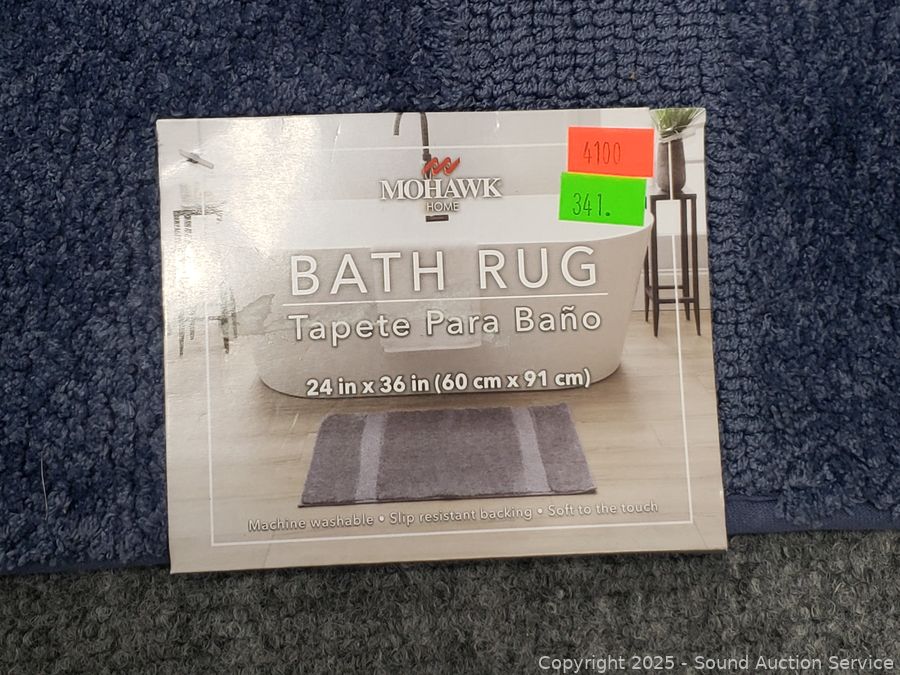 4100
341.
MOHAWK
HOME
BATH RUG
Tapete Para Baño
24 in x 36 in (60 cm x 91 cm)
Machine washable • Slip resistant backing • Soft to the touch
Copyright 2025 - Sound Auction Service